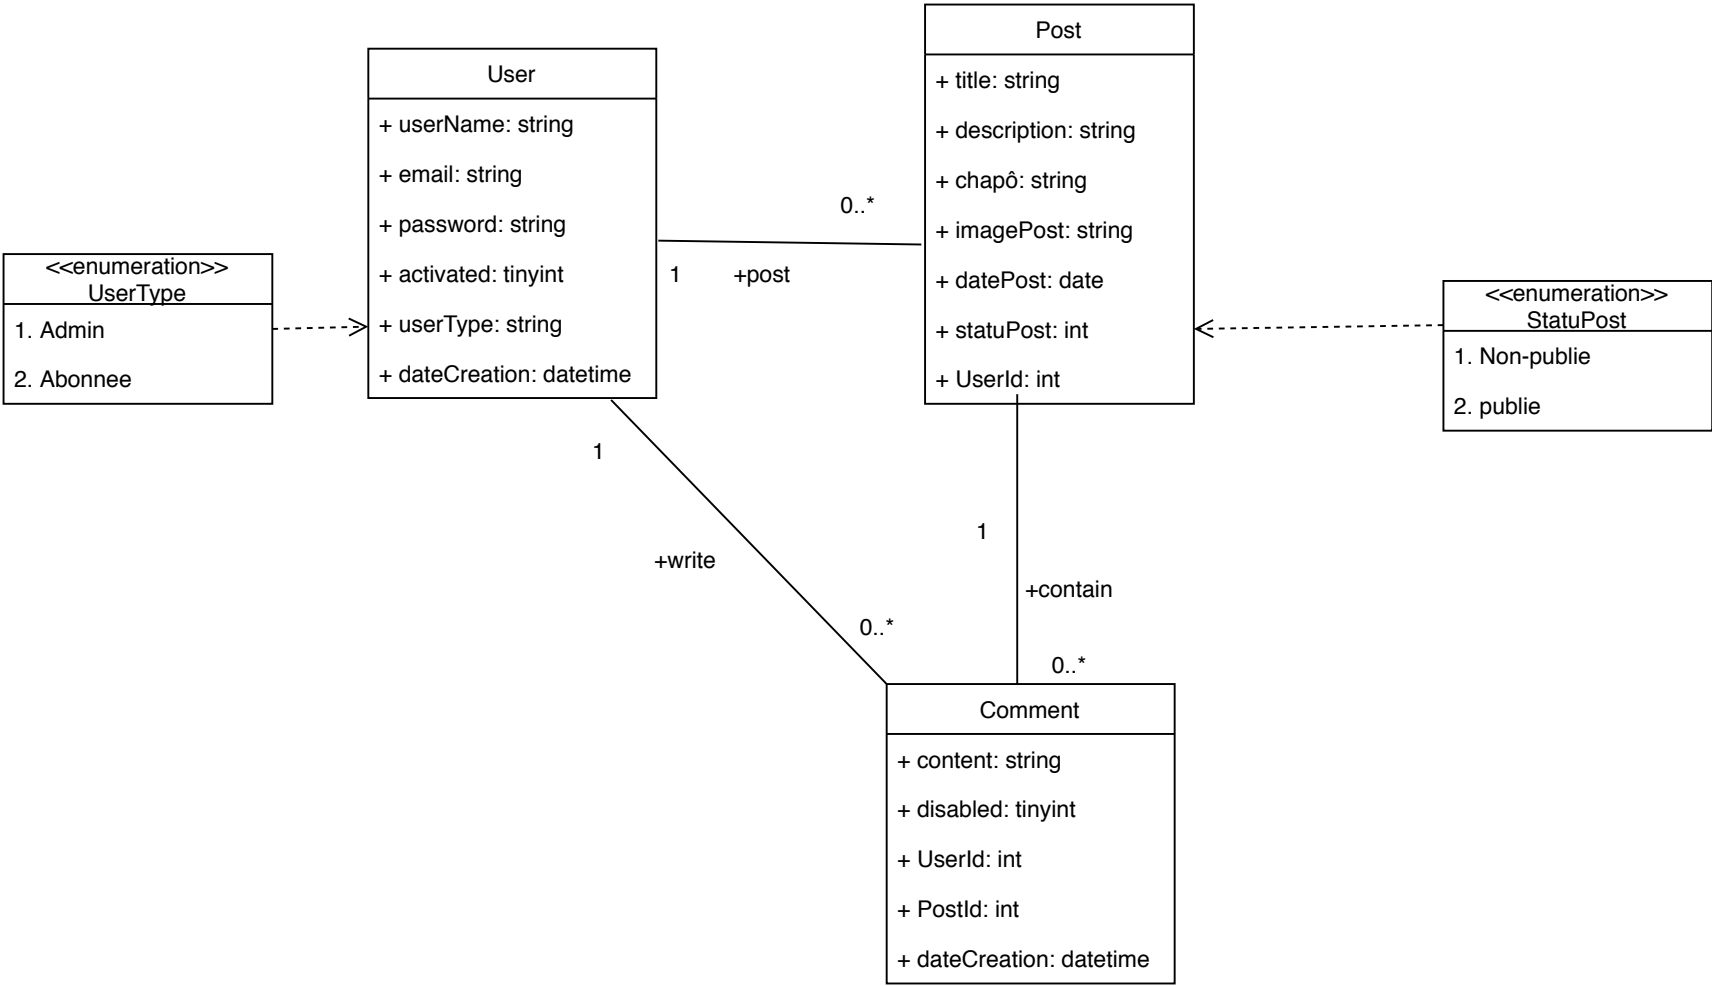 Post
+ title: string
+ description: string
+ chapô: string
+ imagePost: string
+ datePost: date
+ statuPost: int
+ UserId: int
User
+ userName: string
+ email: string
+ password: string
+ activated: tinyint
+ userType: string
+ dateCreation: datetime
0..*
1
+post
<<enumeration>>
UserType
1. Admin
2. Abonnee
<<enumeration>>
StatuPost
1. Non-publie
2. publie
1
+write
0..*
1
+contain
0..*
Comment
+ content: string
+ disabled: tinyint
+ UserId: int
+ PostId: int
+ dateCreation: datetime